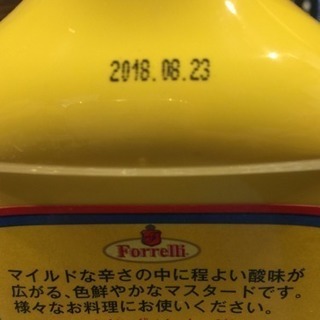 2018.08.23
Forrelli
マイルドな辛さの中に程よい酸味が
広がる、色鮮やかなマスタードです。
様々なお料理にお使いください。